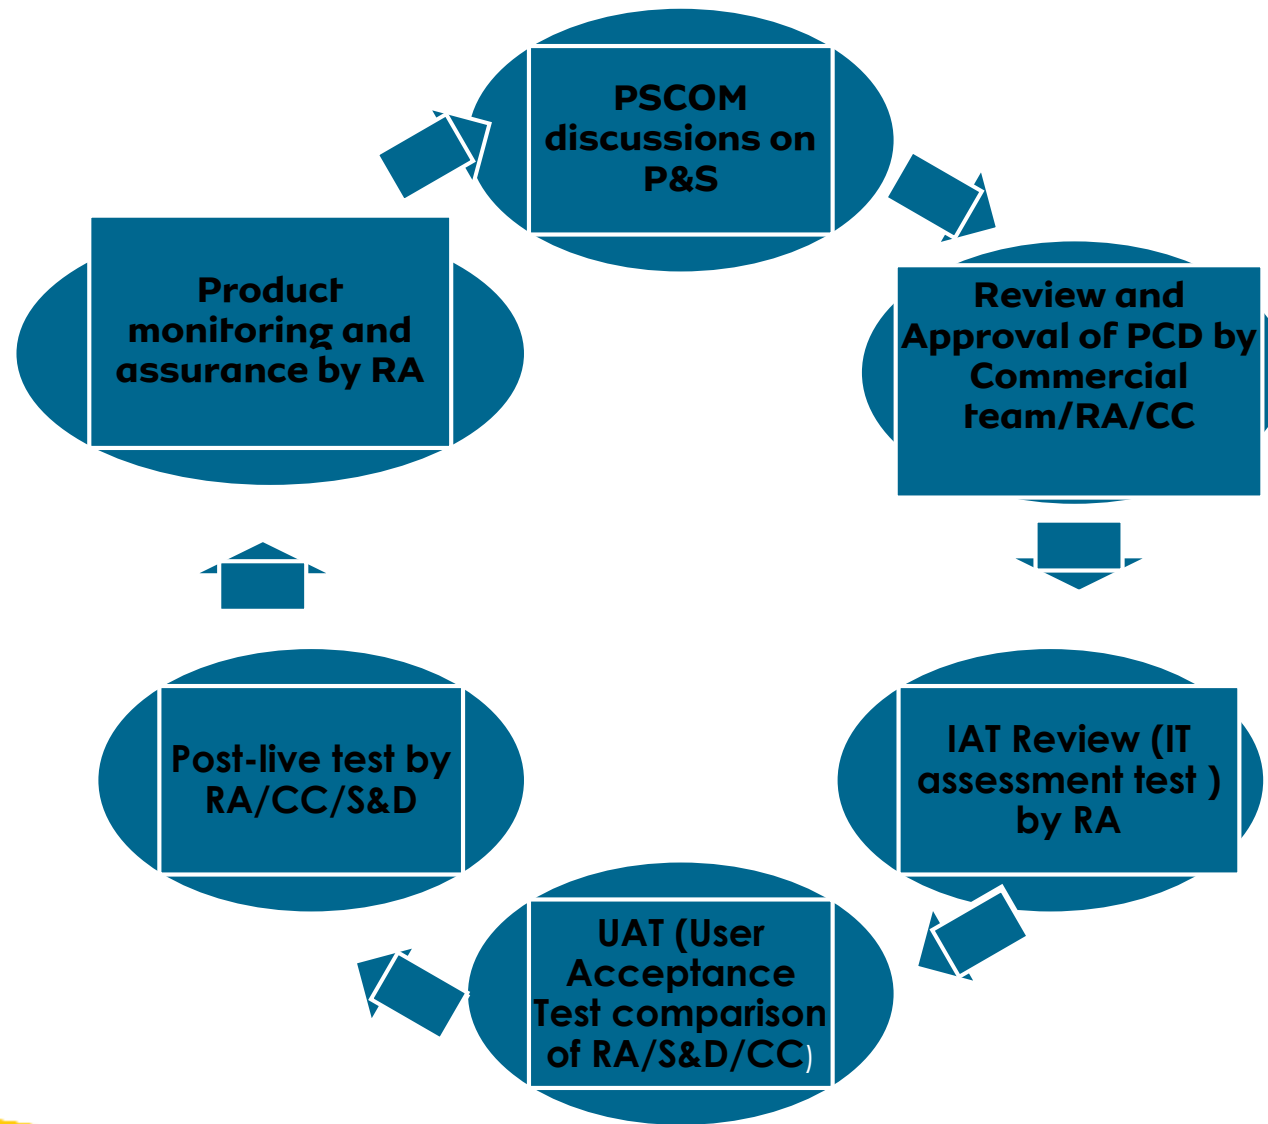 PSCOM
discussions on
P&S
Review and
Approval of PCD by
Commercial
team/RA/CC
IAT Review (IT
assessment test )
by RA
UAT (User
Acceptance
Test comparison
of RA/S&D/CC)
Post-live test by
RA/CC/S&D
Product
monitoring and
assurance by RA